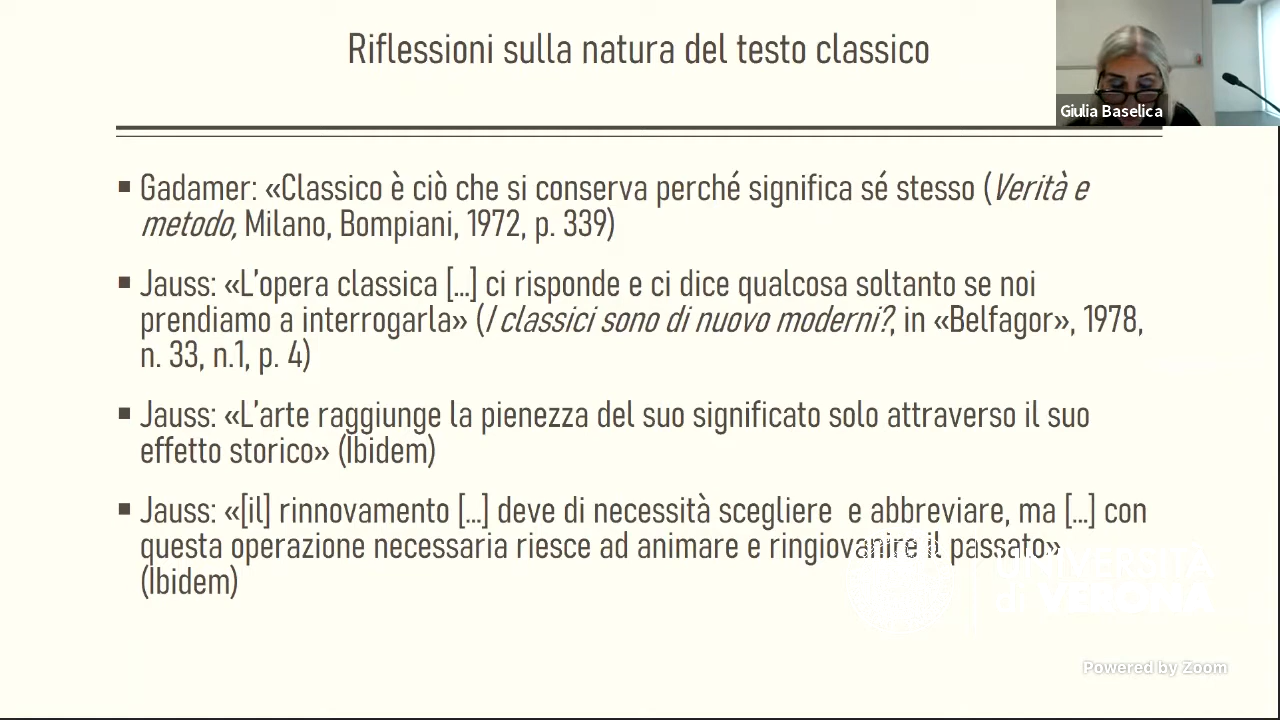 Riflessioni sulla natura del testo classico
Giulia Baselica
▪ Gadamer: «Classico è ciò che si conserva perché significa sé stesso (Verità e
metodo, Milano, Bompiani, 1972, p. 339)
▪ Jauss: «L’opera classica [...] ci risponde e ci dice qualcosa soltanto se noi
prendiamo a interrogarla» (I classici sono di nuovo moderni?, in «Belfagor», 1978,
n. 33, n.1, p. 4)
▪ Jauss: «L’arte raggiunge la pienezza del suo significato solo attraverso il suo
effetto storico» (Ibidem)
▪ Jauss: «[il] rinnovamento [...] deve di necessità scegliere  e abbreviare, ma [...] con
questa operazione necessaria riesce ad animare e ringiovanire il passato»
(Ibidem)
UNIVERSITÀ
di VERONA
Powered by Zoom